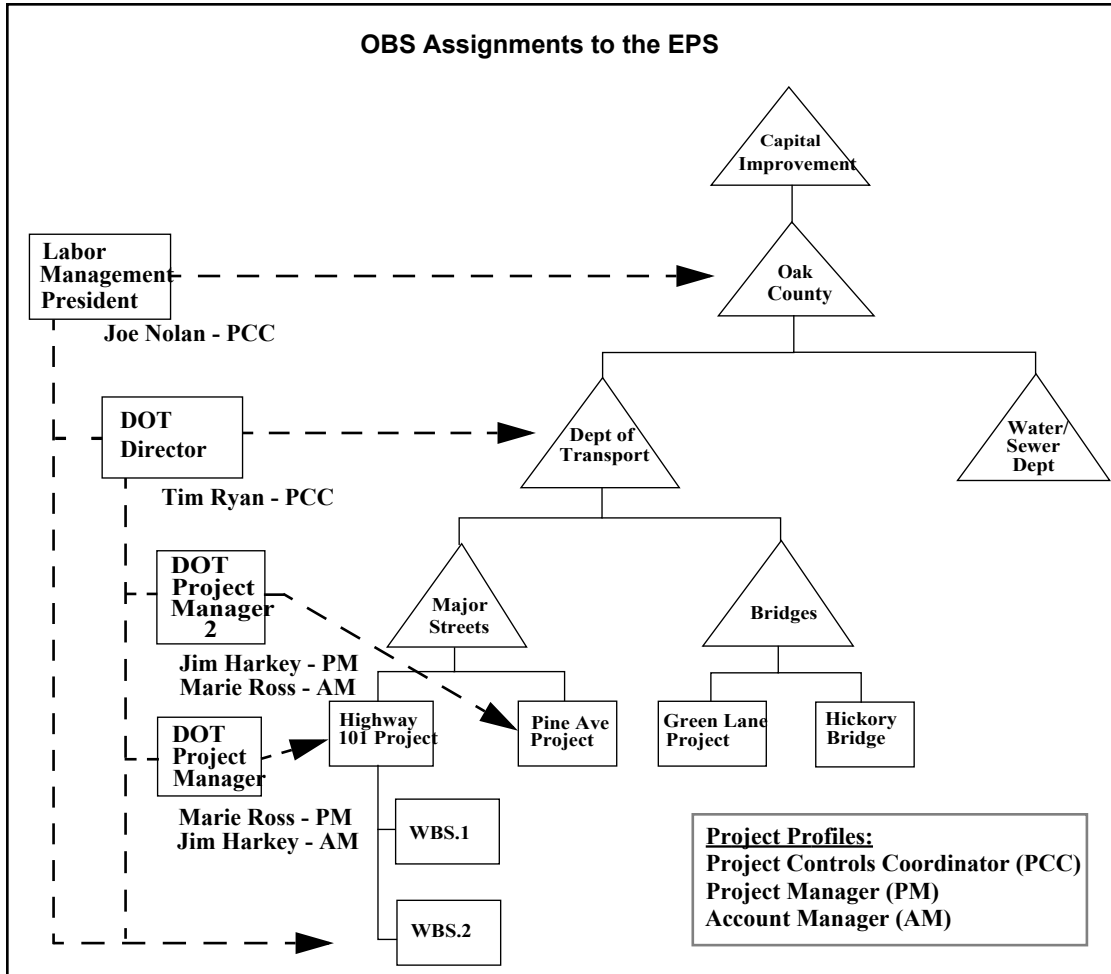 OBS Assignments to the EPS
Capital
Improvement
Labor
Management
President
Joe Nolan - PCC
Oak
County
DOT
Director
Tim Ryan - PCC
Dept of
Transport
Water/
Sewer
Dept
DOT
Project
Manager
2
Jim Harkey - PM
Marie Ross - AM
Major
Streets
Bridges
DOT
Project
Manager
Marie Ross - PM
Jim Harkey - AM
Highway
101 Project
Pine Ave
Project
Green Lane
Project
Hickory
Bridge
WBS.1
WBS.2
Project Profiles:
Project Controls Coordinator (PCC)
Project Manager (PM)
Account Manager (AM)